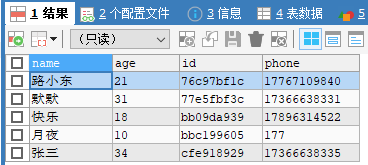 1 结果 2 个配置文件 3 信息 4 表数据 5
（只读）
name age id phone
路小东 21 76c97bf1c 17767109840
默默 31 77e5fbf3c 17366638331
快乐 18 bb09da939 17896314522
月夜 10 bbc199605 177
张三 34 cfe918929 17366638335